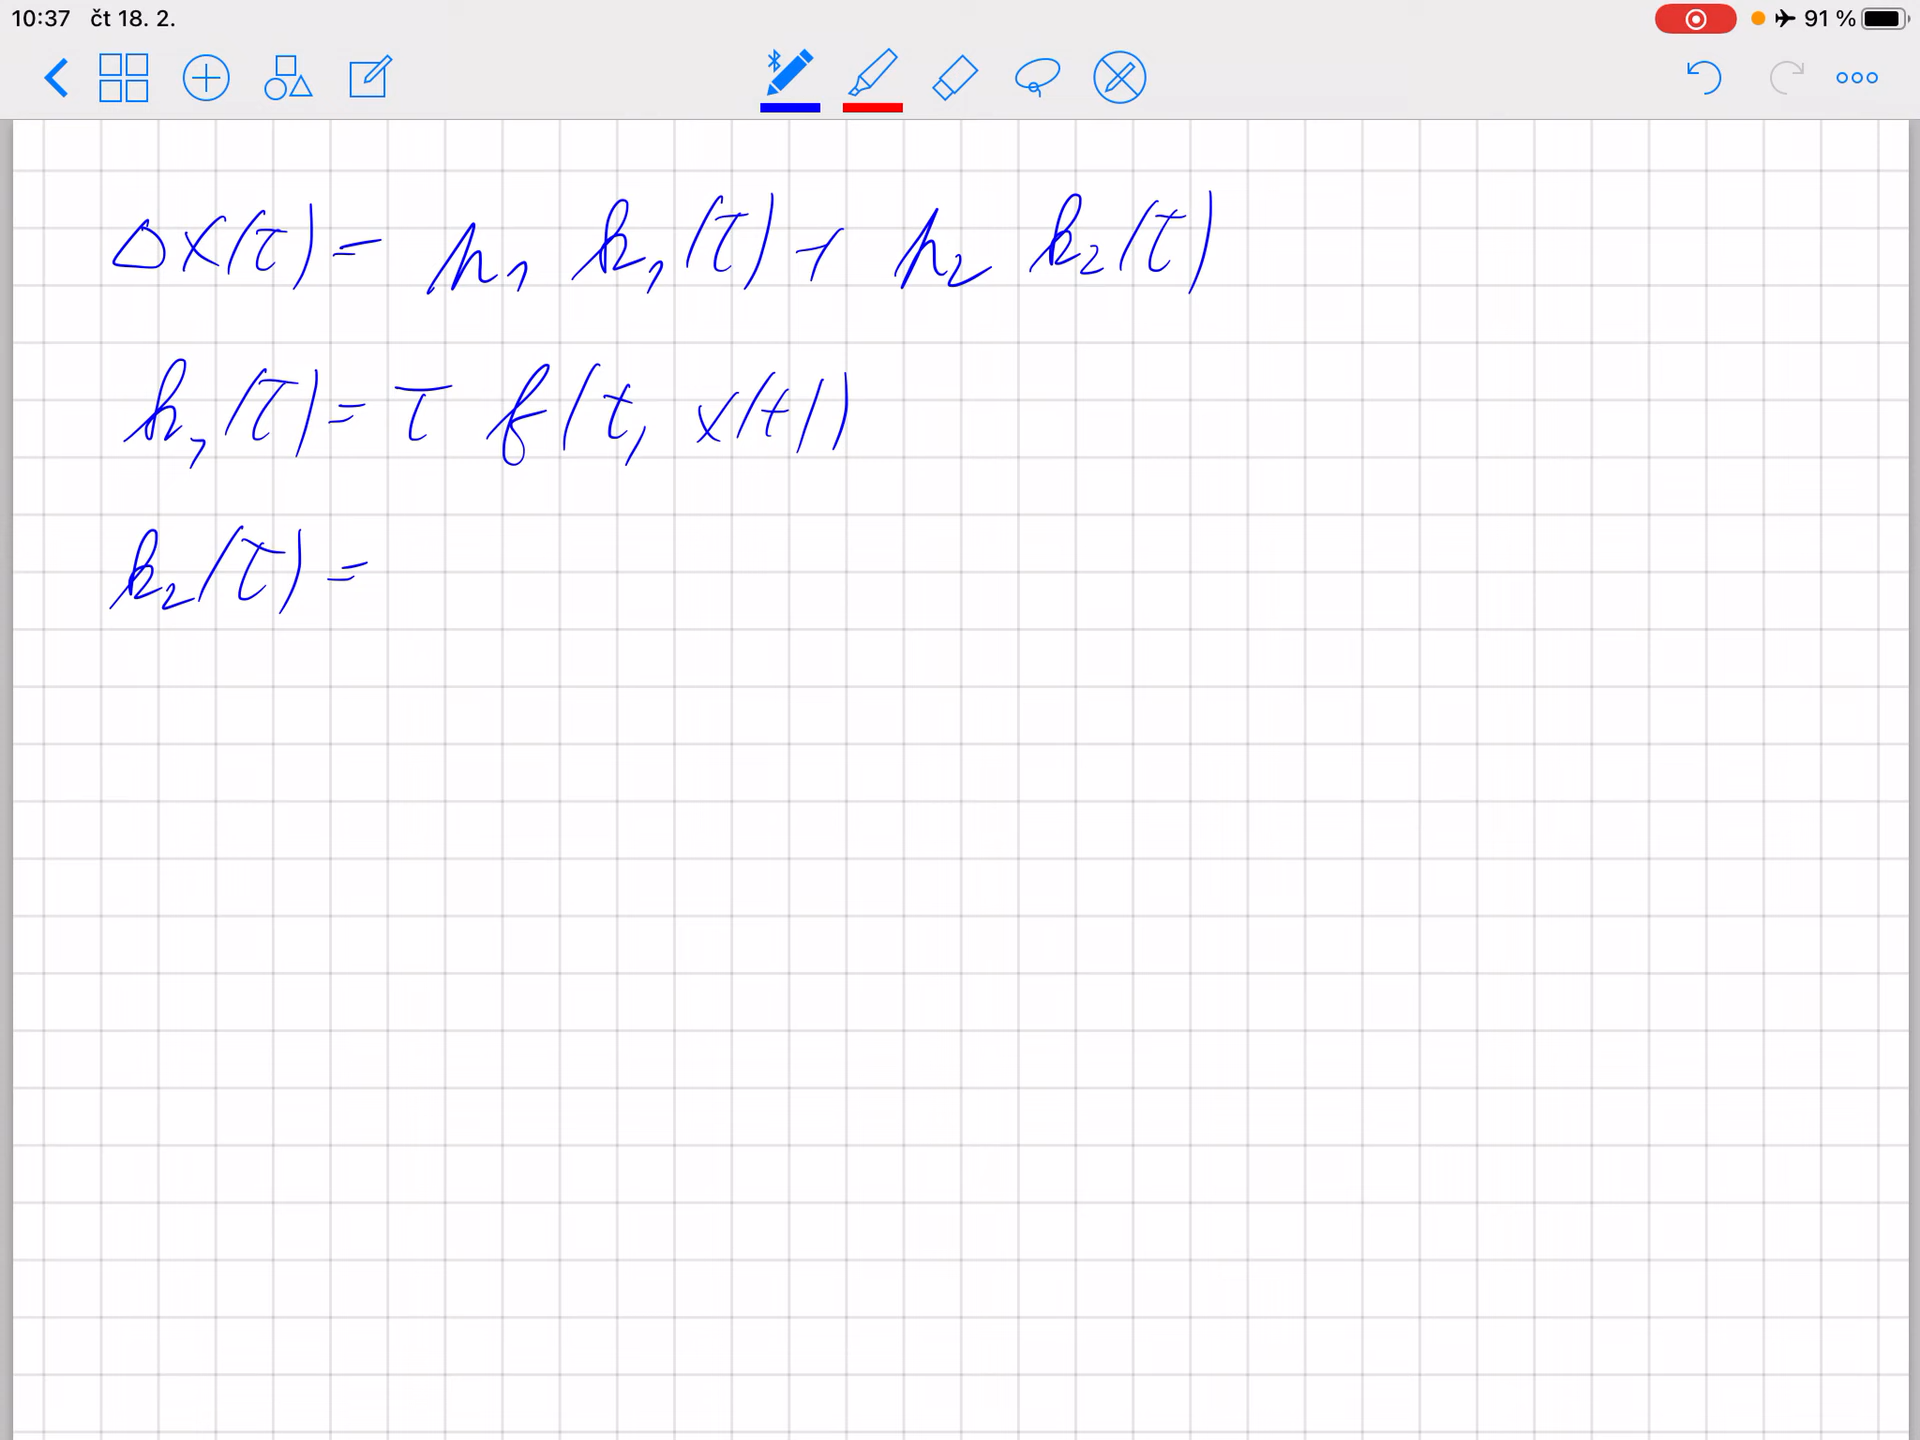 10:37 čt 18. 2. 91 %
Δx(τ) = h₁ k₁(τ) + h₂ k₂(τ)
k₁(τ) = τ f(t, x(t))
k₂(τ) =